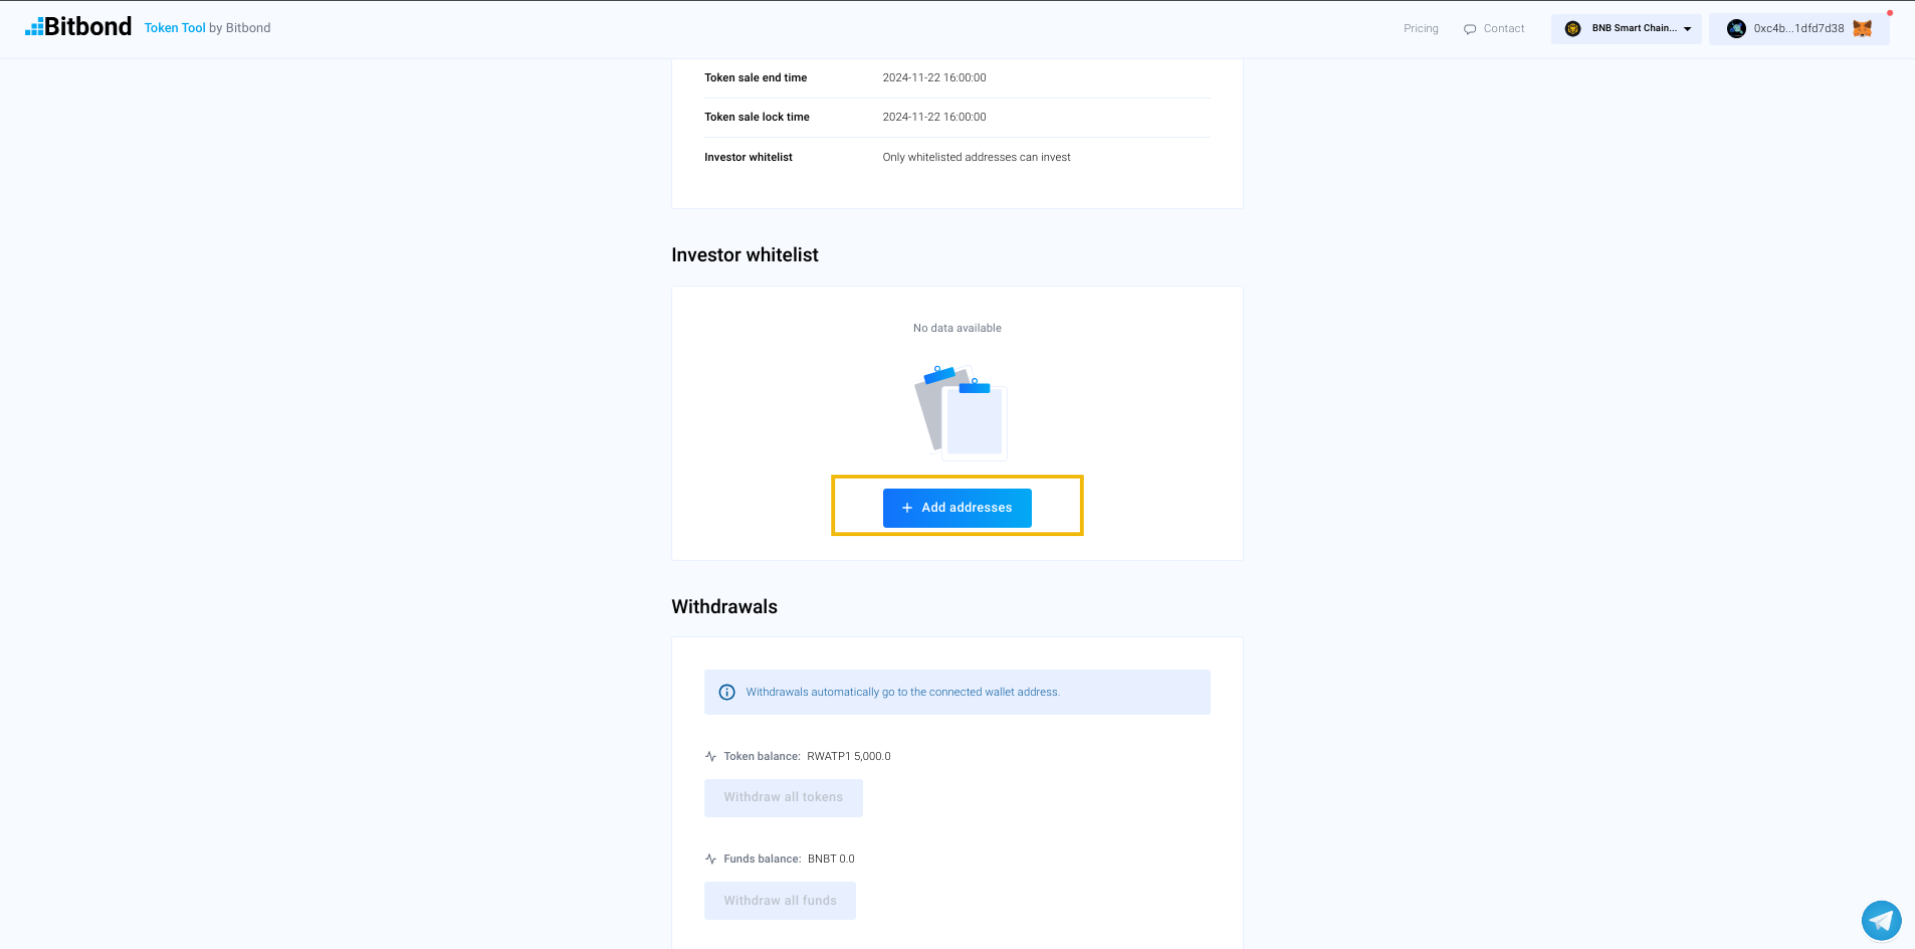 Bitbond Token Tool by Bitbond
Pricing
Contact
BNB Smart Chain...
0xc4b...1dfd7d38
Token sale end time 2024-11-22 16:00:00
Token sale lock time 2024-11-22 16:00:00
Investor whitelist Only whitelisted addresses can invest
Investor whitelist
No data available
+ Add addresses
Withdrawals
Withdrawals automatically go to the connected wallet address.
Token balance: RWATP1 5,000.0
Withdraw all tokens
Funds balance: BNBT 0.0
Withdraw all funds